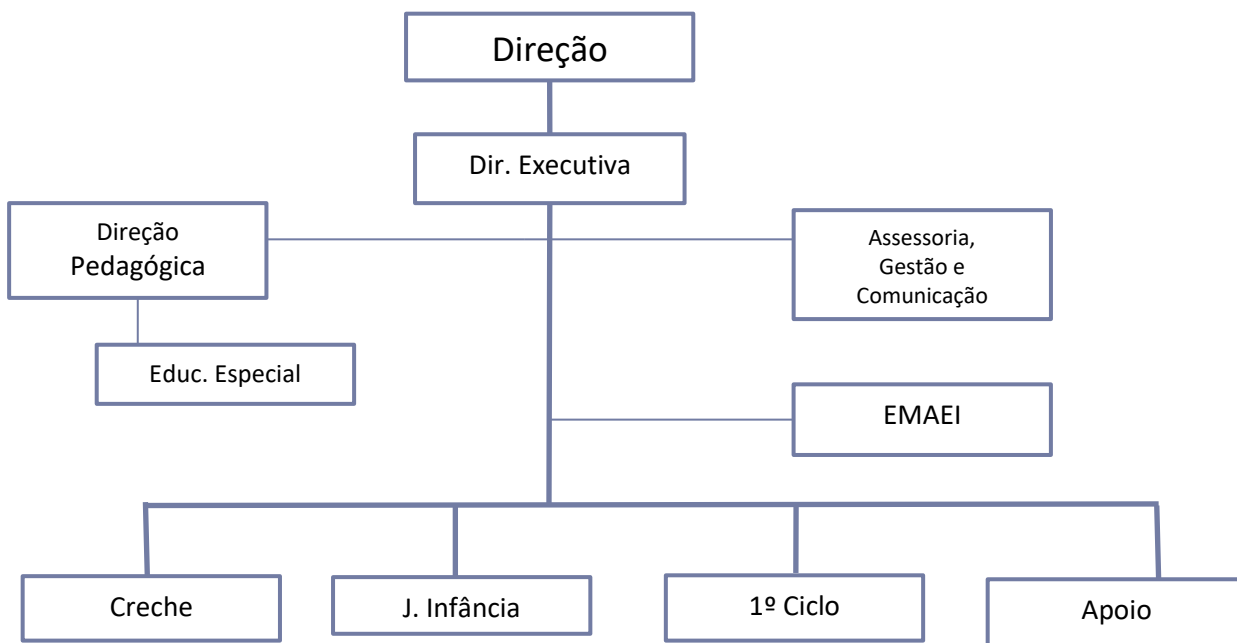 Direção
Dir. Executiva
Direção
Pedagógica
Assessoria,
Gestão e
Comunicação
Educ. Especial
EMAEI
Creche
J. Infância
1º Ciclo
Apoio